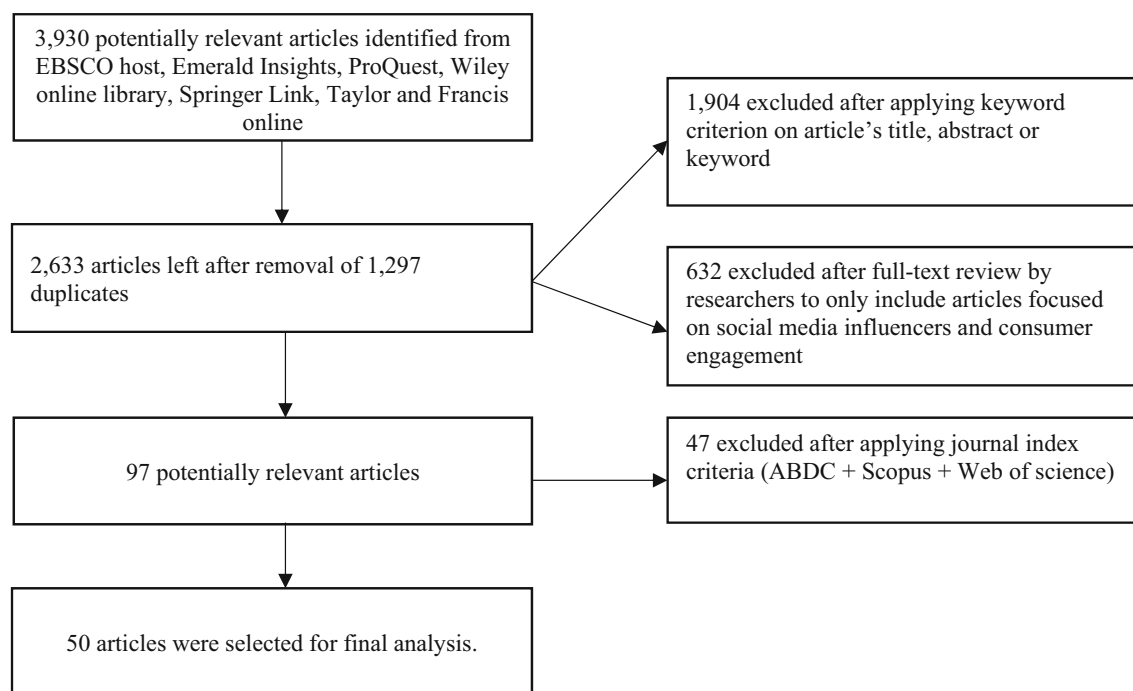 3,930 potentially relevant articles identified from
EBSCO host, Emerald Insights, ProQuest, Wiley
online library, Springer Link, Taylor and Francis
online
1,904 excluded after applying keyword
criterion on article’s title, abstract or
keyword
2,633 articles left after removal of 1,297
duplicates
632 excluded after full-text review by
researchers to only include articles focused
on social media influencers and consumer
engagement
97 potentially relevant articles
47 excluded after applying journal index
criteria (ABDC + Scopus + Web of science)
50 articles were selected for final analysis.